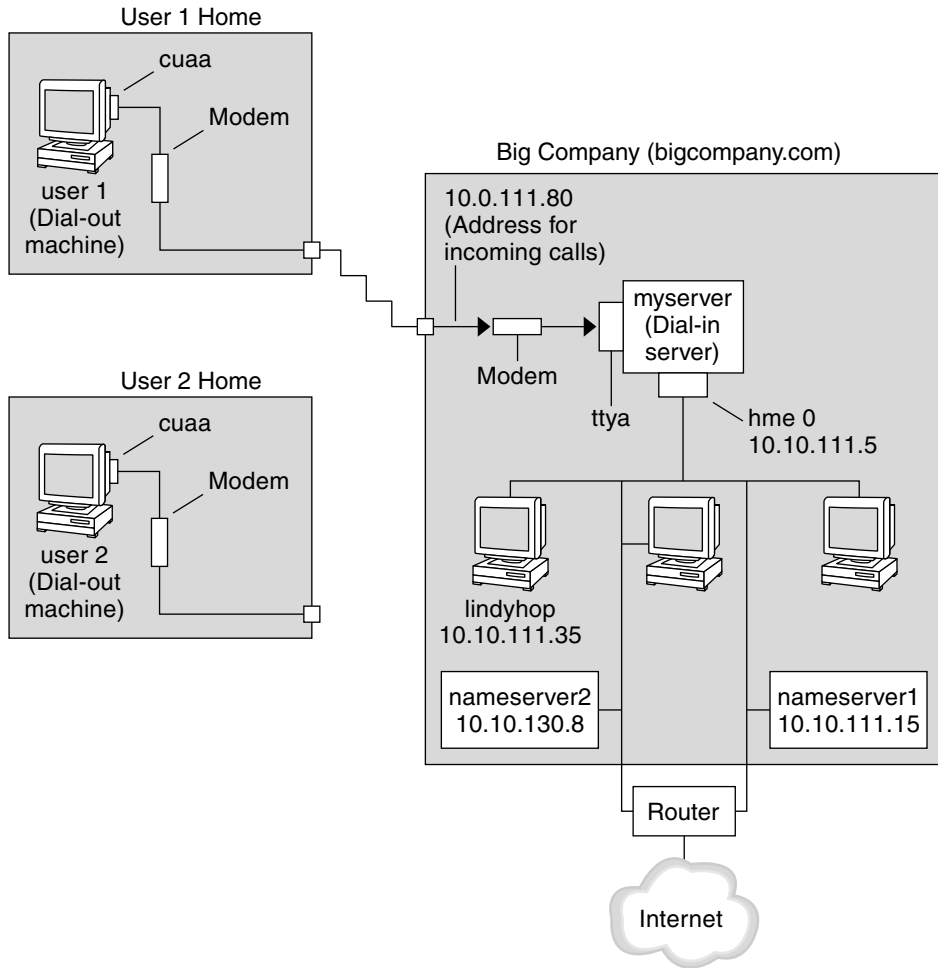 User 1 Home
cuaa
Modem
user 1
(Dial-out
machine)
Big Company (bigcompany.com)
10.0.111.80
(Address for
incoming calls)
myserver
(Dial-in
server)
Modem
ttya
hme 0
10.10.111.5
User 2 Home
cuaa
Modem
user 2
(Dial-out
machine)
lindyhop
10.10.111.35
nameserver2
10.10.130.8
nameserver1
10.10.111.15
Router
Internet